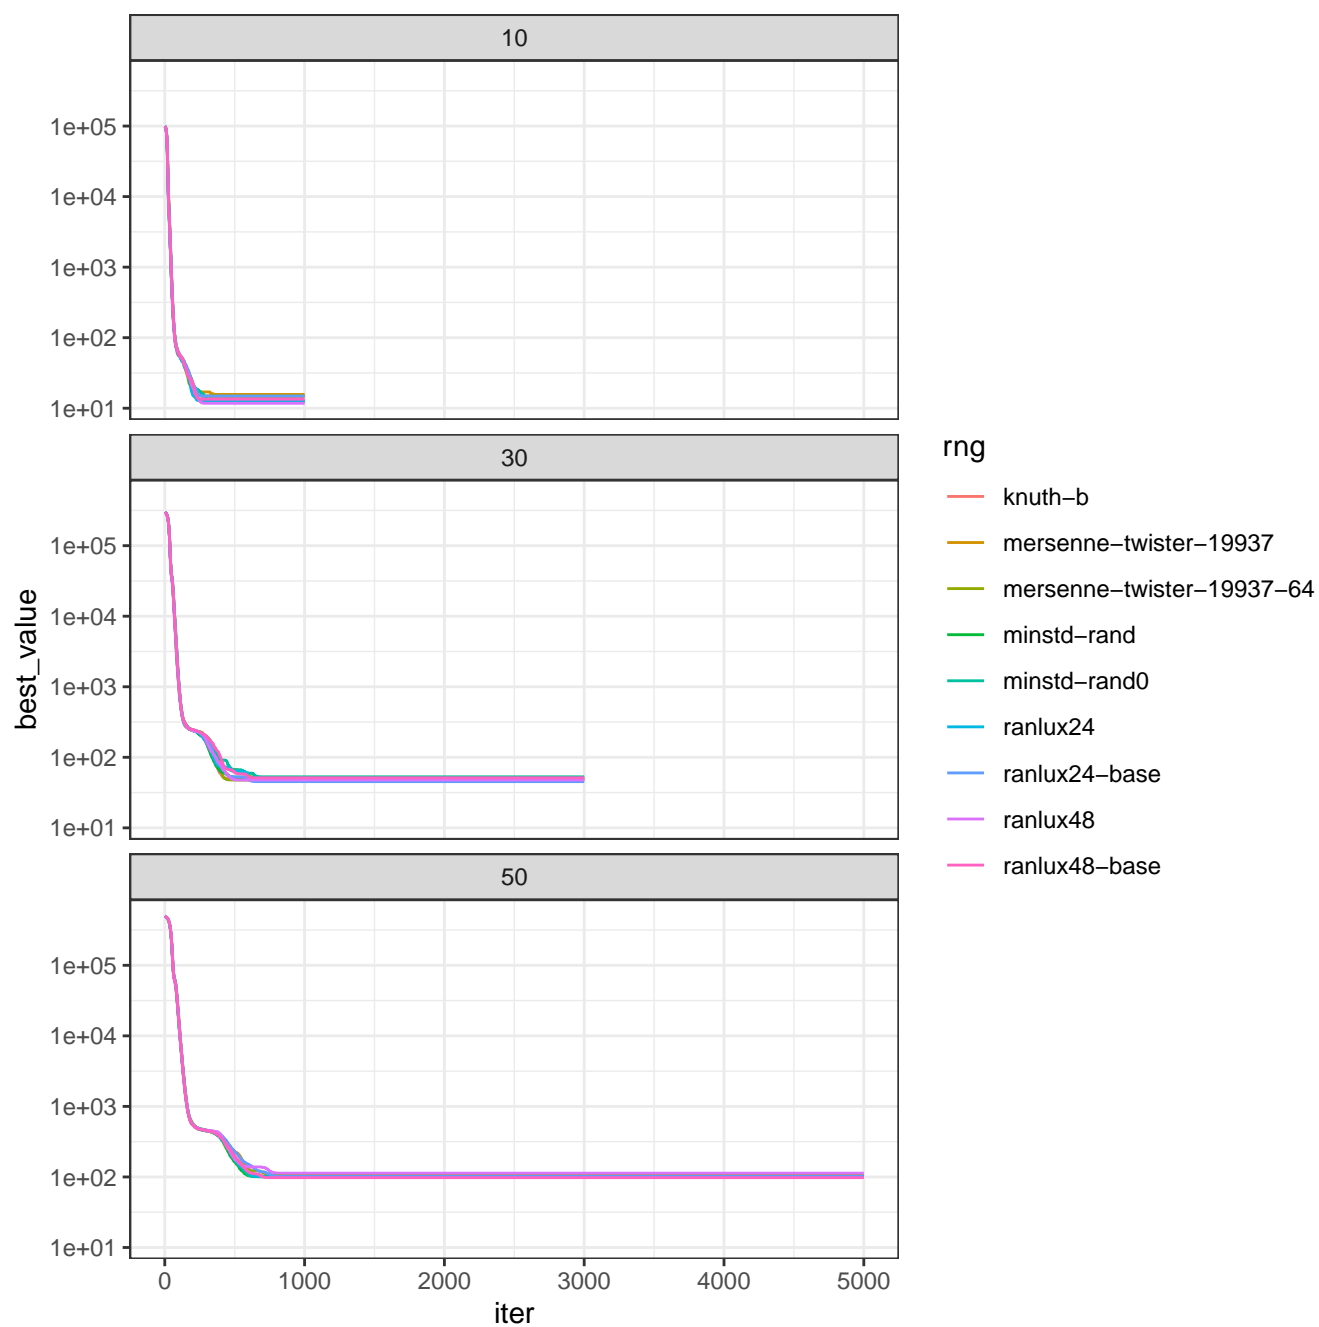 10
1e+05
1e+04
1e+03
1e+02
1e+01
30
1e+05
1e+04
1e+03
1e+02
1e+01
50
1e+05
1e+04
1e+03
1e+02
1e+01
0
1000
2000
3000
4000
5000
iter
best_value
rng
knuth−b
mersenne−twister−19937
mersenne−twister−19937−64
minstd−rand
minstd−rand0
ranlux24
ranlux24−base
ranlux48
ranlux48−base